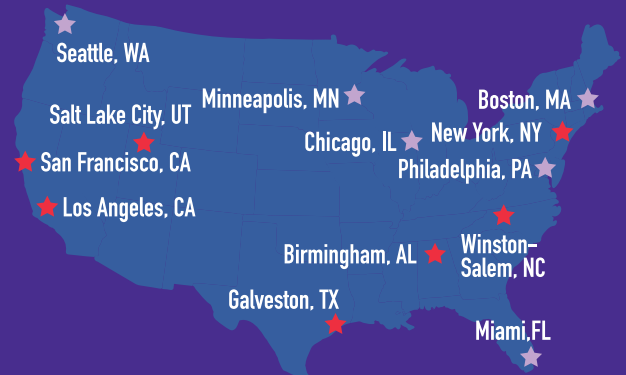 Seattle, WA
Minneapolis, MN
Boston, MA
Salt Lake City, UT
Chicago, IL
New York, NY
San Francisco, CA
Philadelphia, PA
Los Angeles, CA
Birmingham, AL
Winston–
Salem, NC
Galveston, TX
Miami,FL